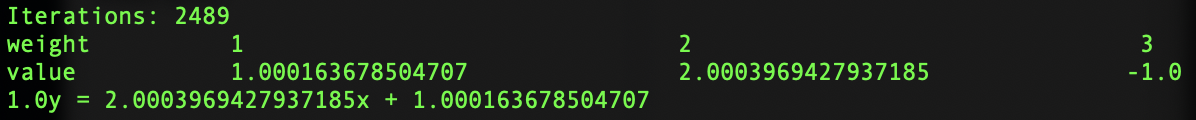 Iterations: 2489
weight 1 2 3
value 1.000163678504707 2.0003969427937185 -1.0
1.0y = 2.0003969427937185x + 1.000163678504707